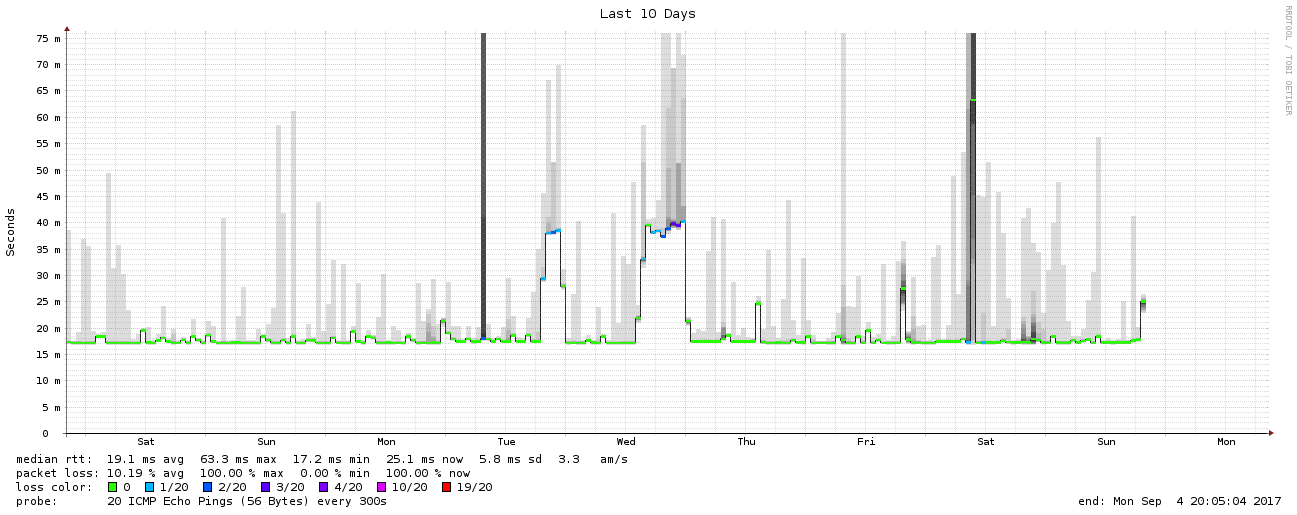 Last 10 Days
RRDTOOL / TOBI OETIKER
Seconds
75 m
70 m
65 m
60 m
55 m
50 m
45 m
40 m
35 m
30 m
25 m
20 m
15 m
10 m
5 m
0
Sat Sun Mon Tue Wed Thu Fri Sat Sun Mon
median rtt: 19.1 ms avg 63.3 ms max 17.2 ms min 25.1 ms now 5.8 ms sd 3.3 am/s
packet loss: 10.19 % avg 100.00 % max 0.00 % min 100.00 % now
loss color: 0 1/20 2/20 3/20 4/20 10/20 19/20
probe: 20 ICMP Echo Pings (56 Bytes) every 300s end: Mon Sep 4 20:05:04 2017